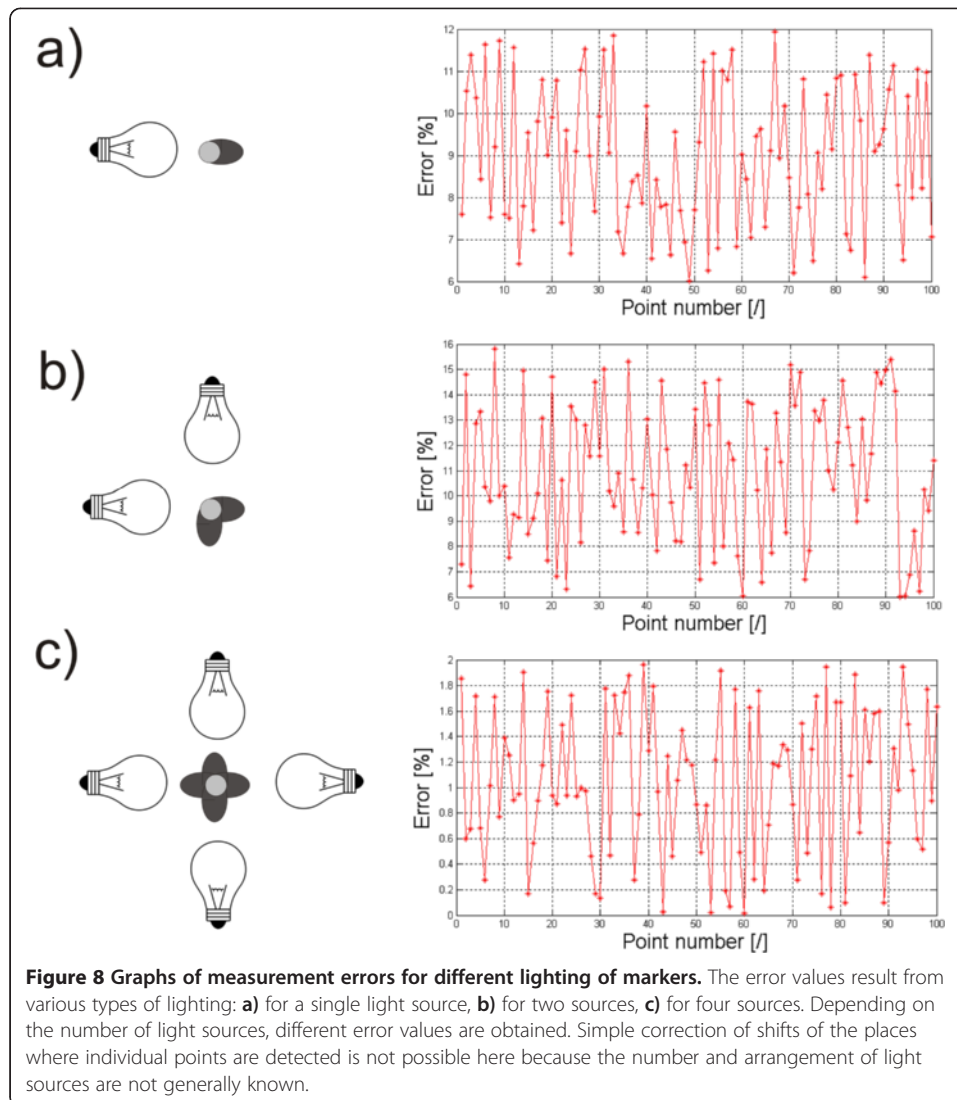 a)
12
11
10
9
8
7
6
Error [%]
0 10 20 30 40 50 60 70 80 90 100
Point number [/]
b)
16
15
14
13
12
11
10
9
8
7
6
Error [%]
0 10 20 30 40 50 60 70 80 90 100
Point number [/]
c)
2
1.8
1.6
1.4
1.2
1
0.8
0.6
0.4
0.2
0
Error [%]
0 10 20 30 40 50 60 70 80 90 100
Point number [/]
Figure 8 Graphs of measurement errors for different lighting of markers. The error values result from
various types of lighting: a) for a single light source, b) for two sources, c) for four sources. Depending on
the number of light sources, different error values are obtained. Simple correction of shifts of the places
where individual points are detected is not possible here because the number and arrangement of light
sources are not generally known.